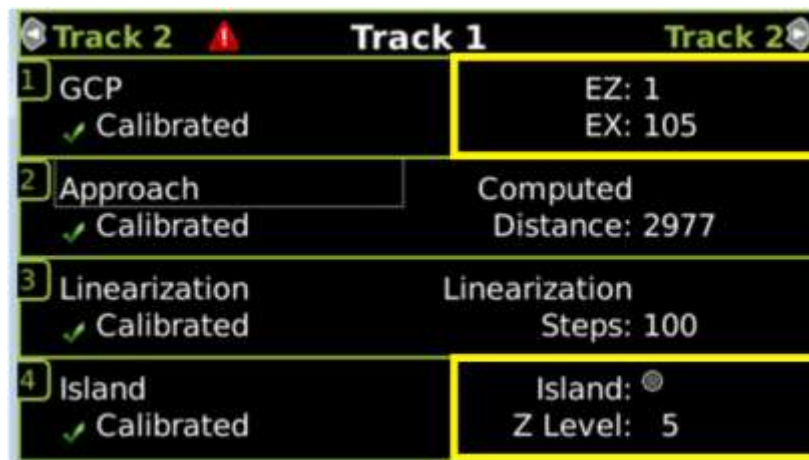 Track 2 Track 1 Track 2
1 GCP EZ: 1
Calibrated EX: 105
2 Approach Computed
Calibrated Distance: 2977
3 Linearization Linearization
Calibrated Steps: 100
4 Island Island:
Calibrated Z Level: 5